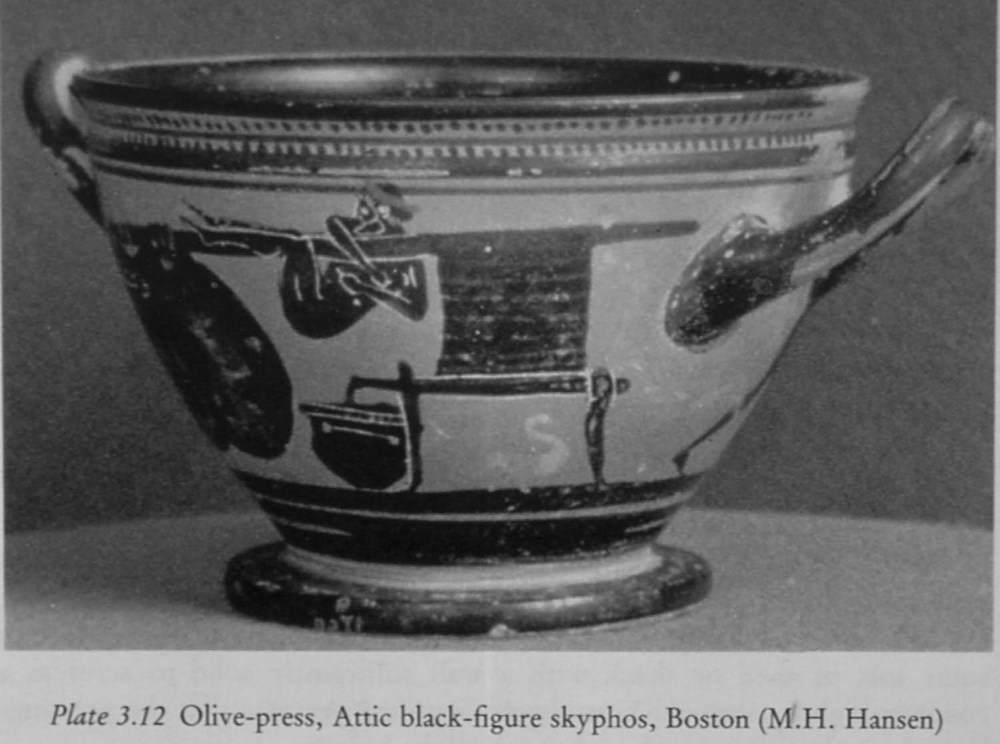 Plate 3.12 Olive-press, Attic black-figure skyphos, Boston (M.H. Hansen)